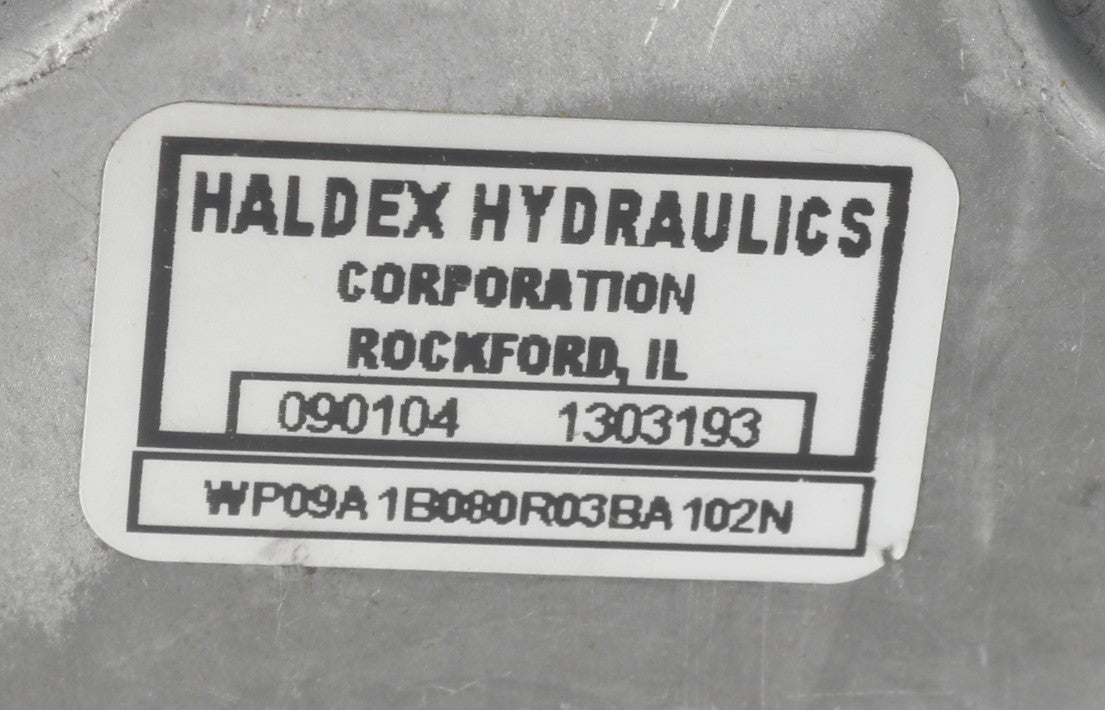 HALDEX HYDRAULICS
CORPORATION
ROCKFORD, IL
090104 1303193
WP09A1B080R03BA102N